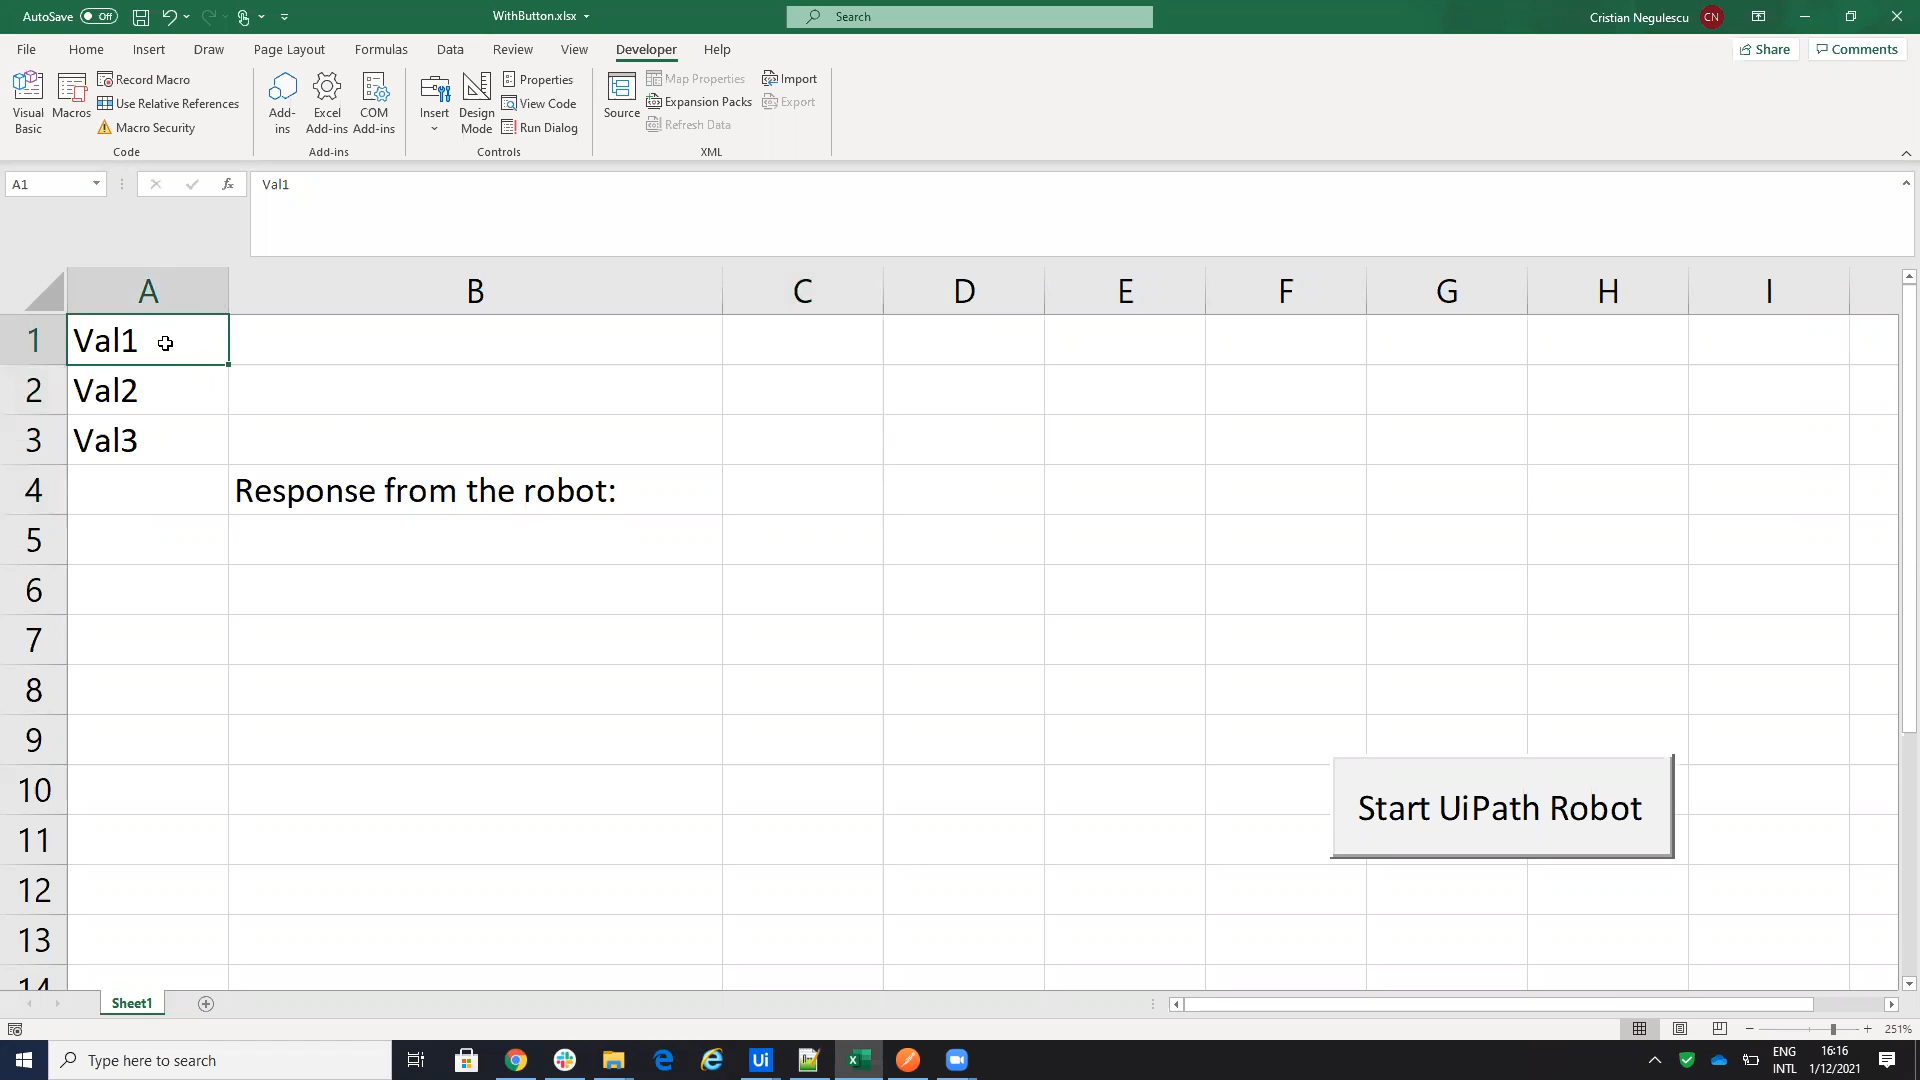 AutoSave Off WithButton.xlsx Search Cristian Negulescu CN
File Home Insert Draw Page Layout Formulas Data Review View Developer Help Share Comments
Visual Basic
Macros
Record Macro
Use Relative References
Macro Security
Code
Add-ins
Excel Add-ins
COM Add-ins
Add-ins
Insert
Design Mode
Properties
View Code
Run Dialog
Controls
Source
Map Properties
Expansion Packs
Refresh Data
Import
Export
XML
A1 fx Val1
A B C D E F G H I
1 Val1
2 Val2
3 Val3
4 Response from the robot:
5
6
7
8
9
10
Start UiPath Robot
11
12
13
14
Sheet1
251%
Type here to search
Ui
ENG
INTL
16:16
1/12/2021